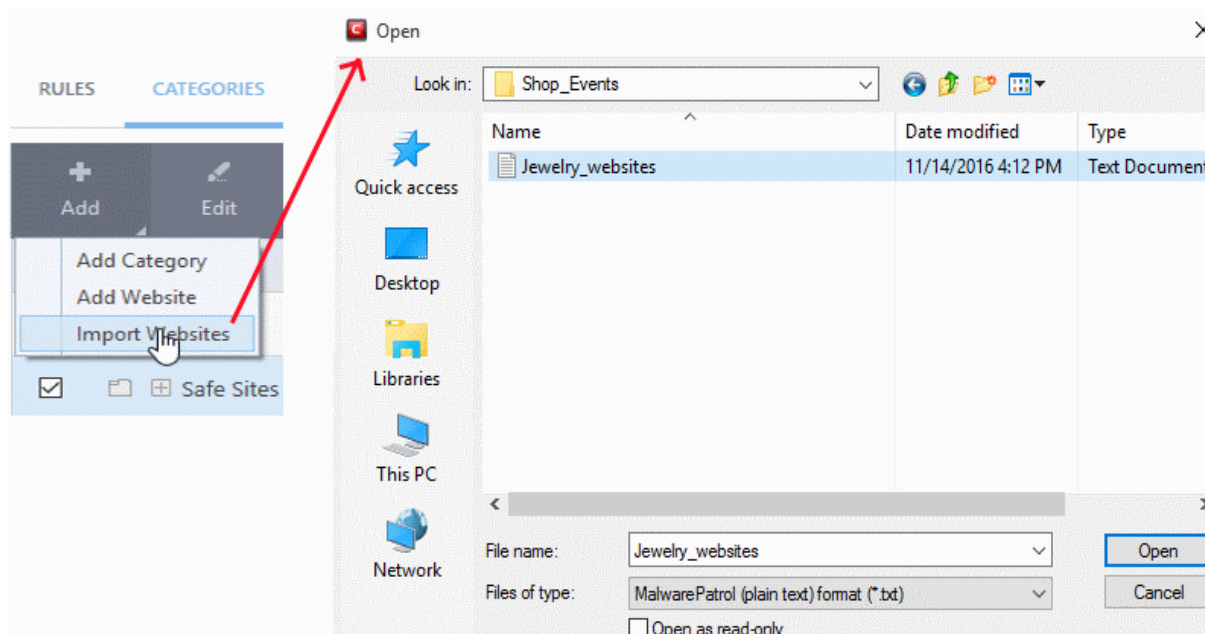 Open
RULES CATEGORIES
Look in: Shop_Events
Name Date modified Type
Jewelry_websites 11/14/2016 4:12 PM Text Document
Add Edit
Add Category
Add Website
Import Websites
Safe Sites
Quick access
Desktop
Libraries
This PC
Network
File name: Jewelry_websites Open
Files of type: MalwarePatrol (plain text) format (*.txt) Cancel
Open as read-only